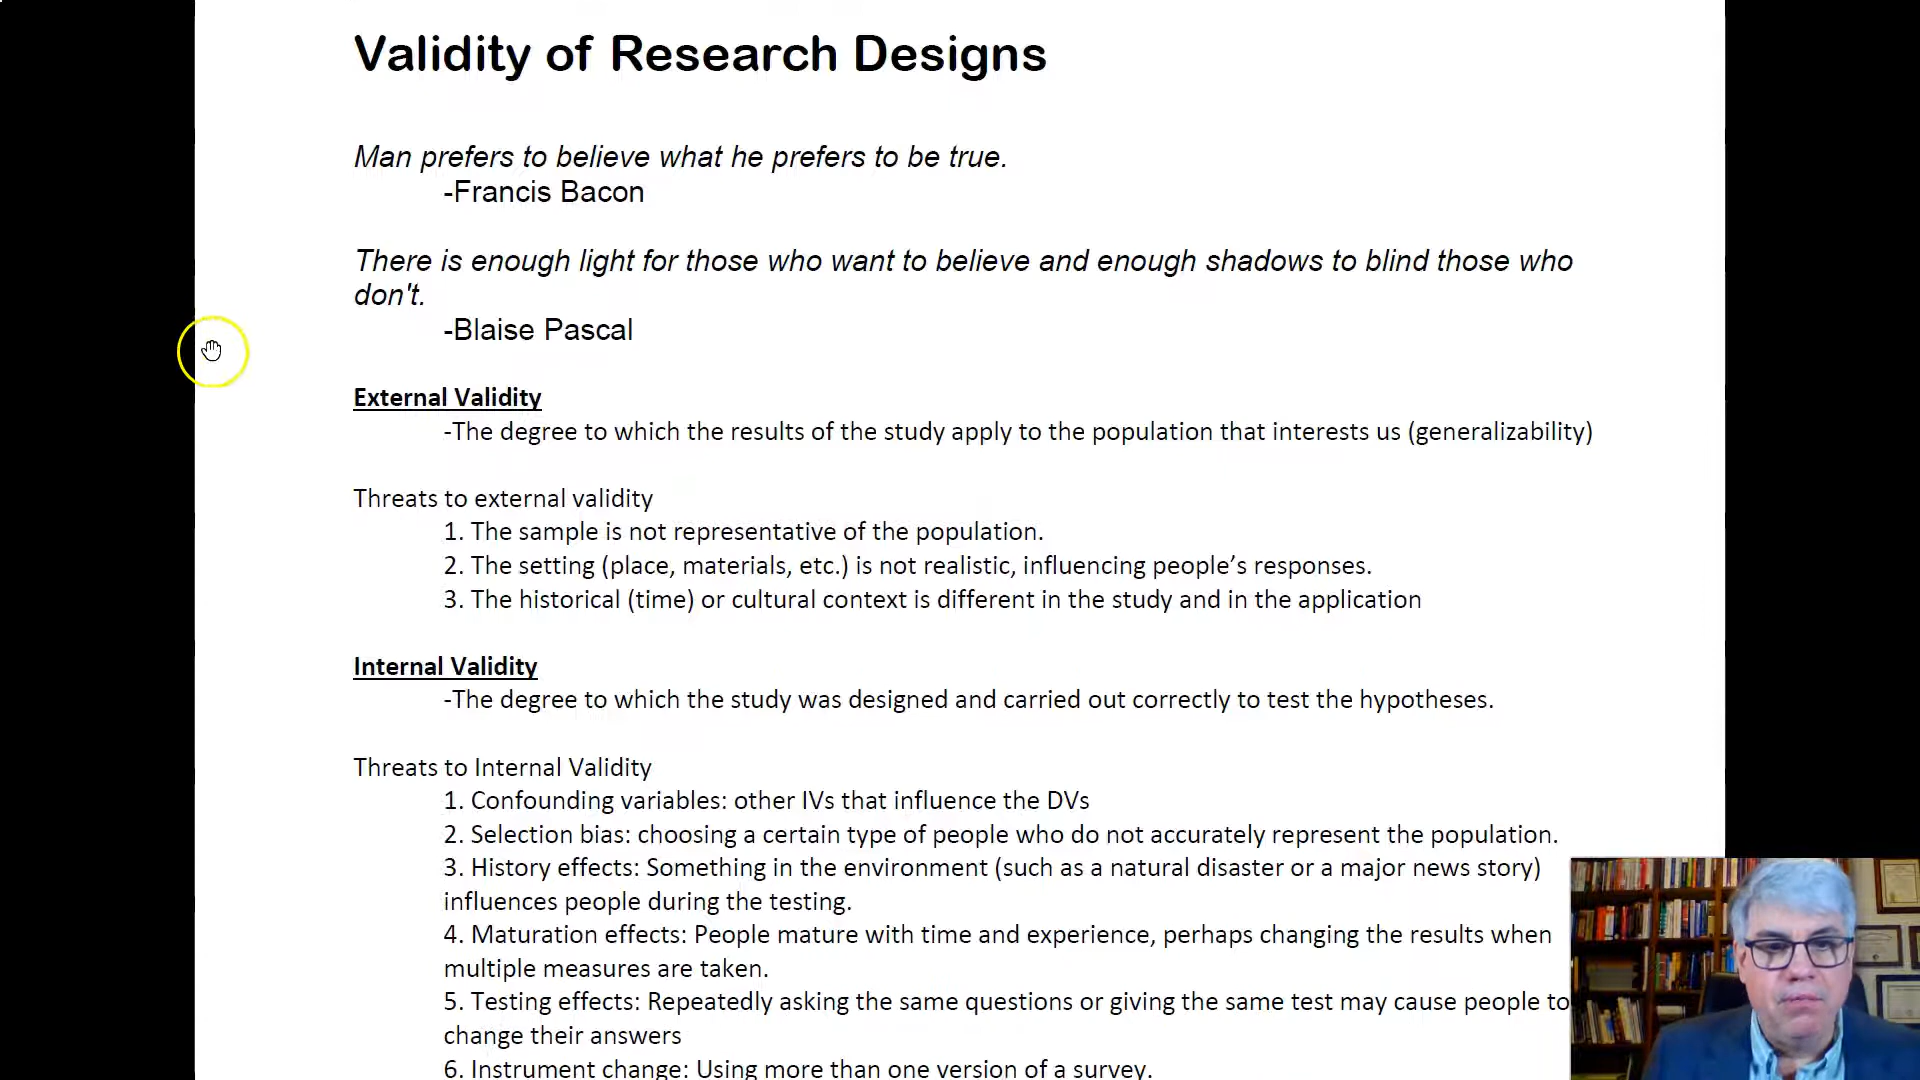 Validity of Research Designs
Man prefers to believe what he prefers to be true.
-Francis Bacon
There is enough light for those who want to believe and enough shadows to blind those who
don't.
-Blaise Pascal
External Validity
-The degree to which the results of the study apply to the population that interests us (generalizability)
Threats to external validity
1. The sample is not representative of the population.
2. The setting (place, materials, etc.) is not realistic, influencing people’s responses.
3. The historical (time) or cultural context is different in the study and in the application
Internal Validity
-The degree to which the study was designed and carried out correctly to test the hypotheses.
Threats to Internal Validity
1. Confounding variables: other IVs that influence the DVs
2. Selection bias: choosing a certain type of people who do not accurately represent the population.
3. History effects: Something in the environment (such as a natural disaster or a major news story)
influences people during the testing.
4. Maturation effects: People mature with time and experience, perhaps changing the results when
multiple measures are taken.
5. Testing effects: Repeatedly asking the same questions or giving the same test may cause people to
change their answers
6. Instrument change: Using more than one version of a survey.